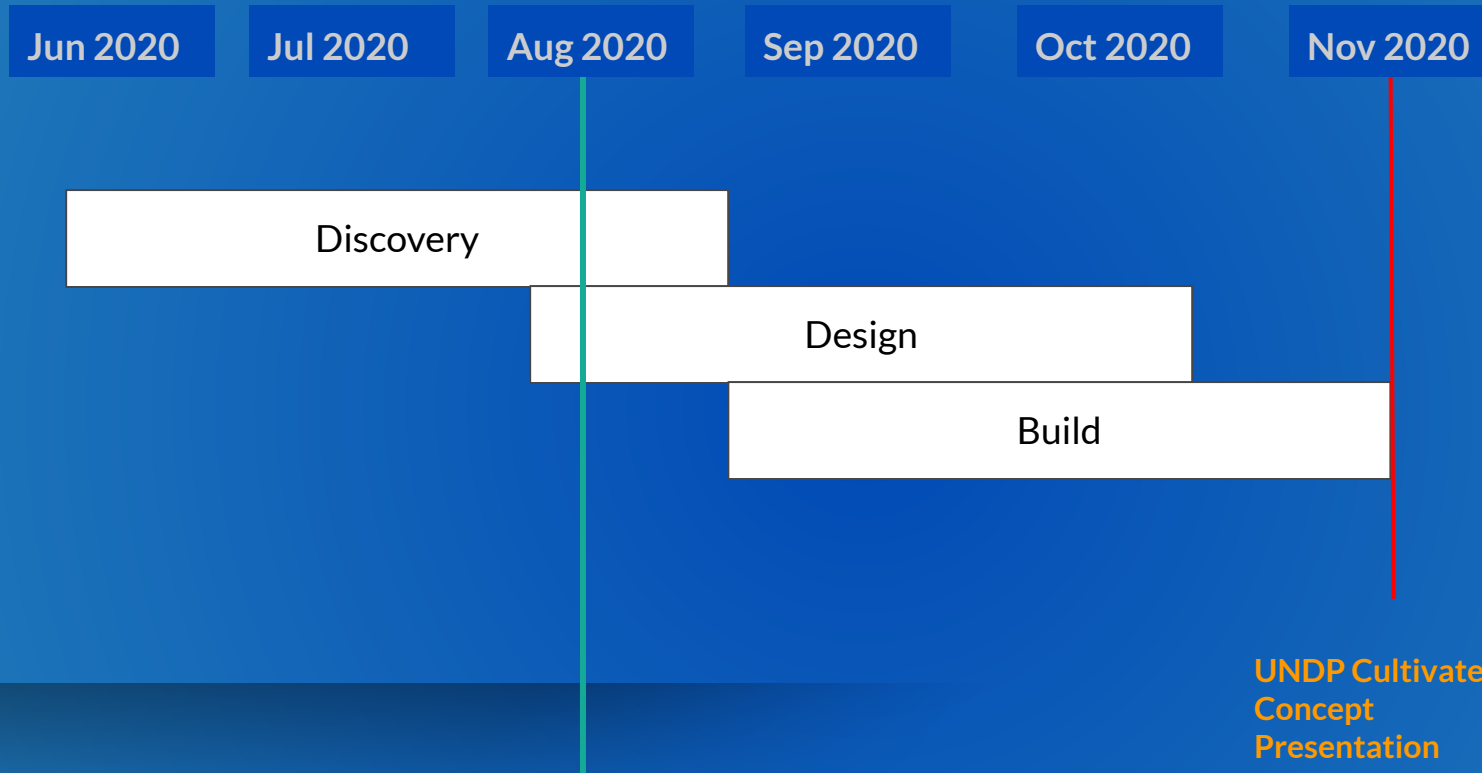 Jun 2020
Jul 2020
Aug 2020
Sep 2020
Oct 2020
Nov 2020
Discovery
Design
Build
UNDP Cultivate
Concept
Presentation